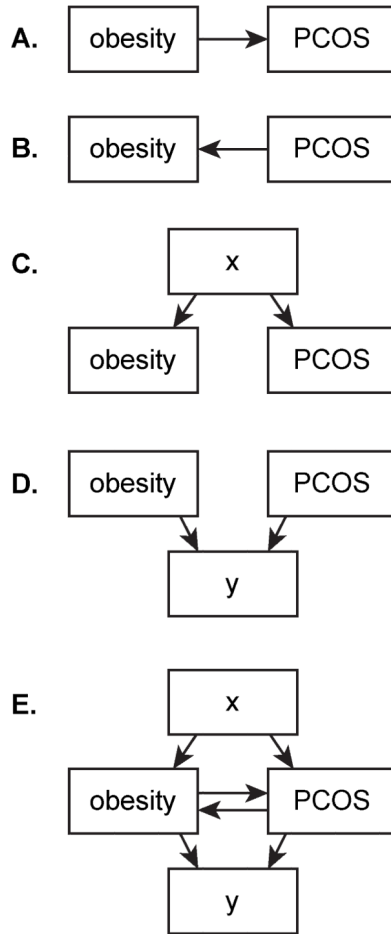 A. obesity PCOS
B. obesity PCOS
C. x
obesity PCOS
D. obesity PCOS
y
E. x
obesity PCOS
y